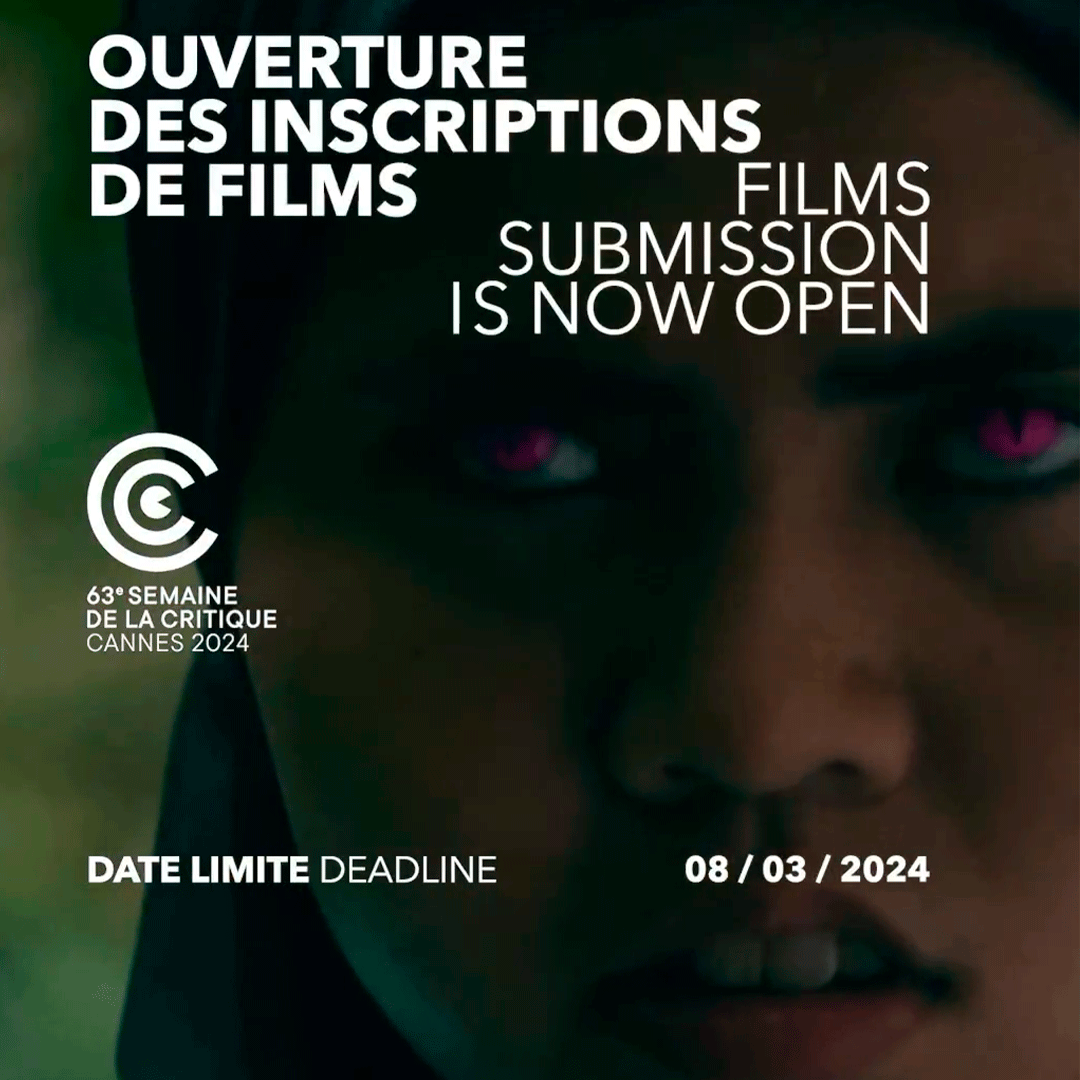 OUVERTURE
DES INSCRIPTIONS
DE FILMS
FILMS
SUBMISSION
IS NOW OPEN
63e SEMAINE
DE LA CRITIQUE
CANNES 2024
DATE LIMITE DEADLINE
08 / 03 / 2024